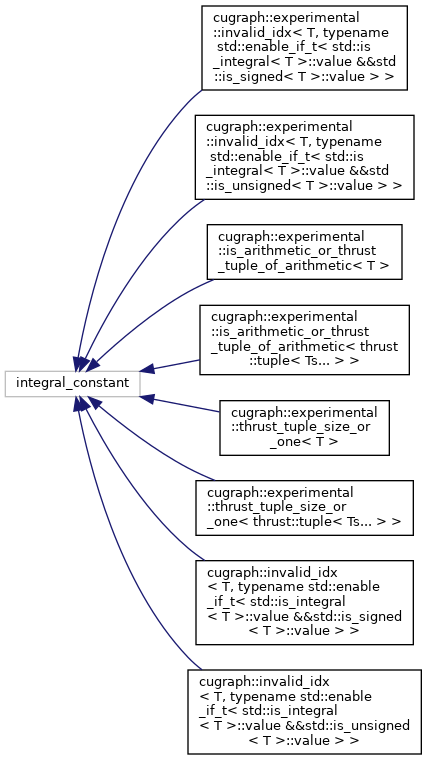 cugraph::experimental
::invalid_idx< T, typename
std::enable_if_t< std::is
_integral< T >::value &&std
::is_signed< T >::value > >
cugraph::experimental
::invalid_idx< T, typename
std::enable_if_t< std::is
_integral< T >::value &&std
::is_unsigned< T >::value > >
cugraph::experimental
::is_arithmetic_or_thrust
_tuple_of_arithmetic< T >
cugraph::experimental
::is_arithmetic_or_thrust
_tuple_of_arithmetic< thrust
::tuple< Ts... > >
integral_constant
cugraph::experimental
::thrust_tuple_size_or
_one< T >
cugraph::experimental
::thrust_tuple_size_or
_one< thrust::tuple< Ts... > >
cugraph::invalid_idx
< T, typename std::enable
_if_t< std::is_integral
< T >::value &&std::is_signed
< T >::value > >
cugraph::invalid_idx
< T, typename std::enable
_if_t< std::is_integral
< T >::value &&std::is_unsigned
< T >::value > >